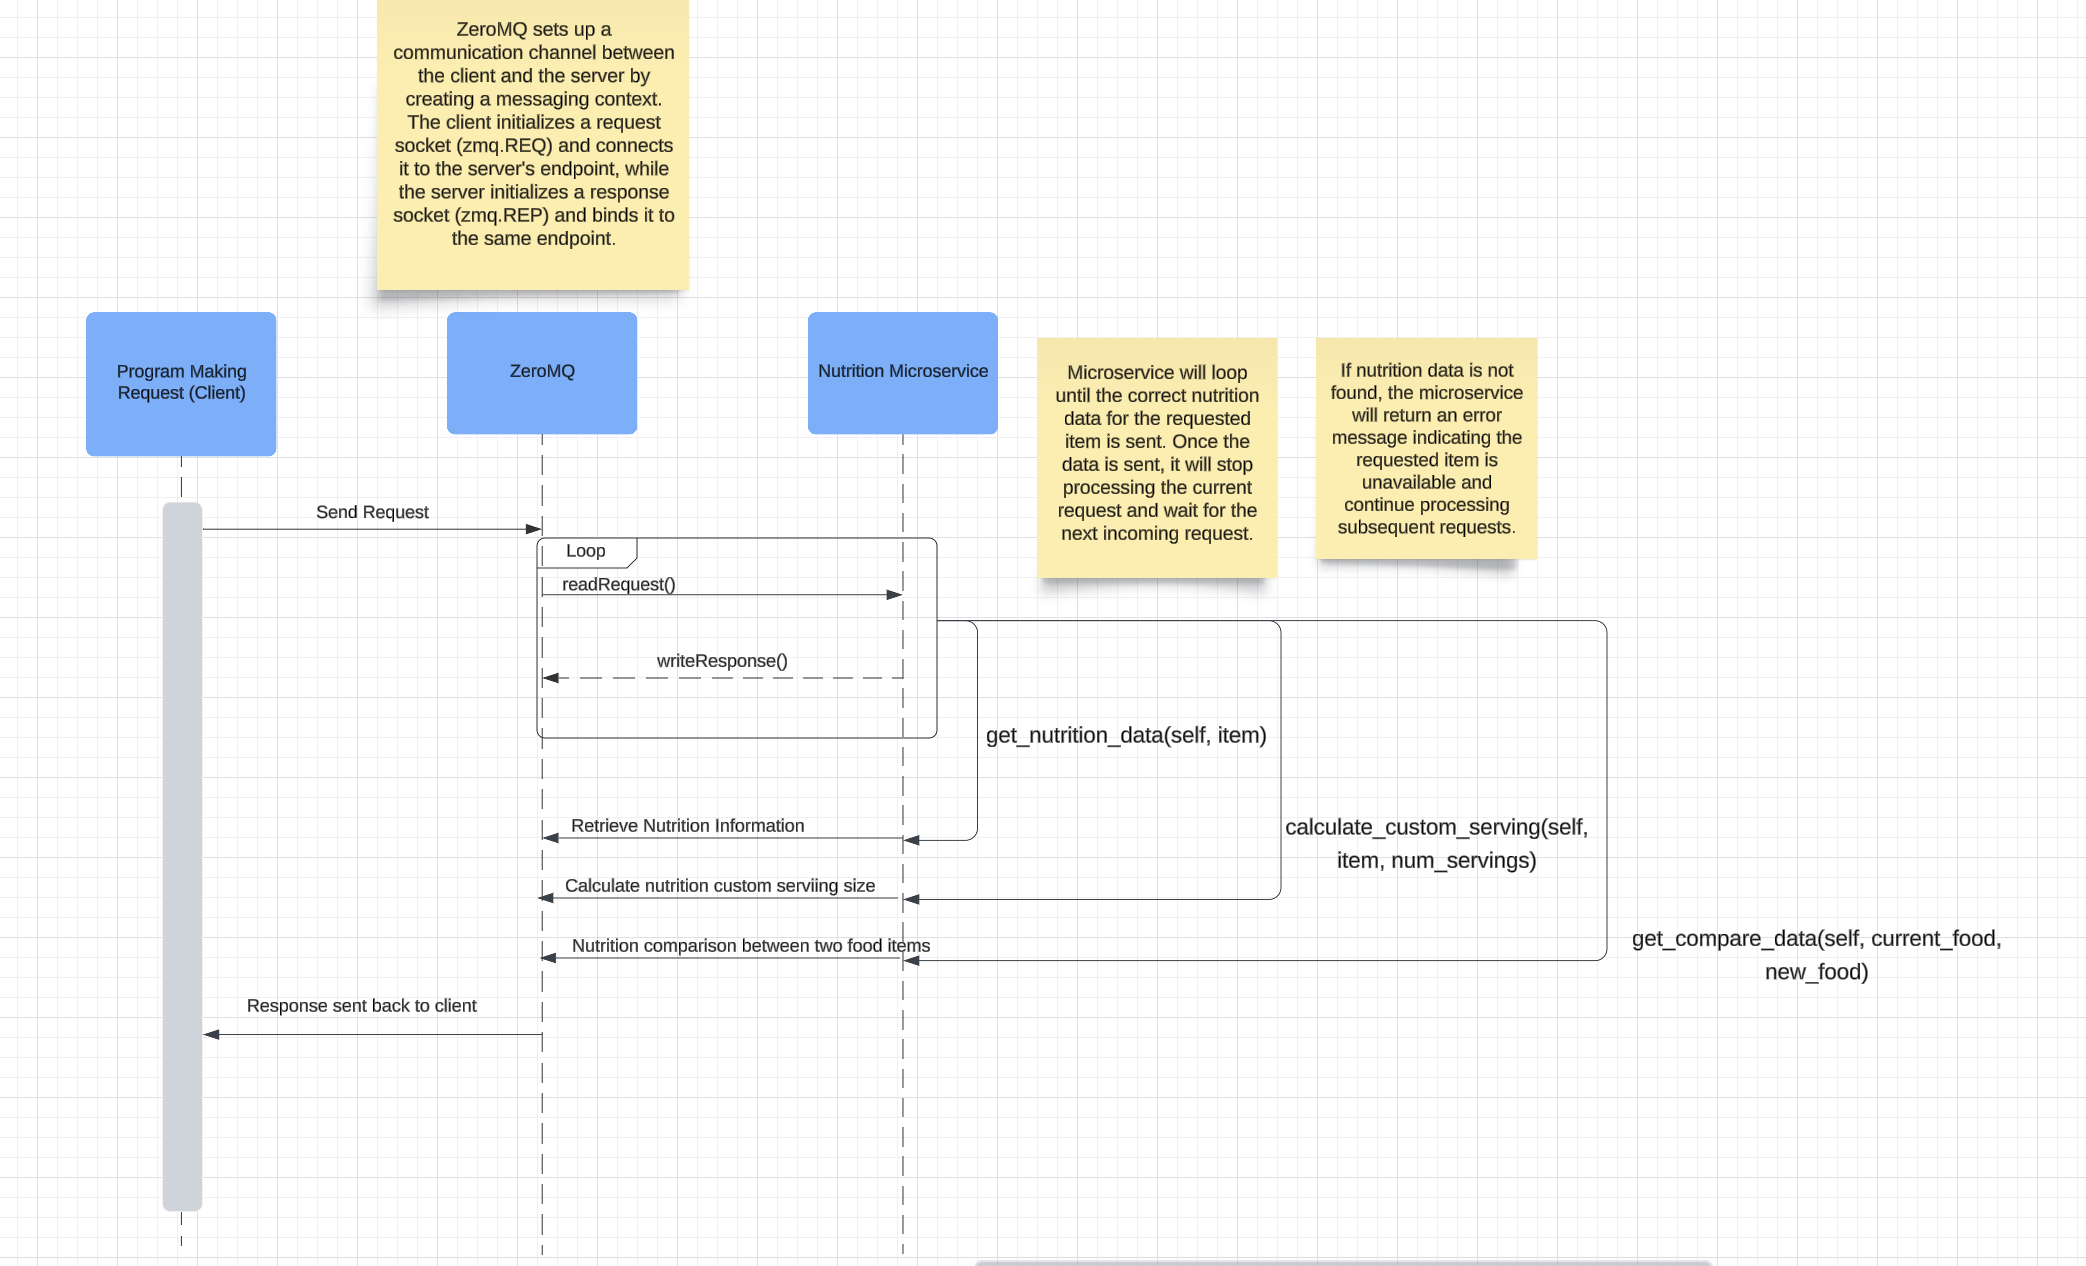 ZeroMQ sets up a
communication channel between
the client and the server by
creating a messaging context.
The client initializes a request
socket (zmq.REQ) and connects
it to the server's endpoint, while
the server initializes a response
socket (zmq.REP) and binds it to
the same endpoint.
Program Making
Request (Client)
ZeroMQ
Nutrition Microservice
Microservice will loop
until the correct nutrition
data for the requested
item is sent. Once the
data is sent, it will stop
processing the current
request and wait for the
next incoming request.
If nutrition data is not
found, the microservice
will return an error
message indicating the
requested item is
unavailable and
continue processing
subsequent requests.
Send Request
Loop
readRequest()
writeResponse()
get_nutrition_data(self, item)
Retrieve Nutrition Information
calculate_custom_serving(self,
item, num_servings)
Calculate nutrition custom serviing size
Nutrition comparison between two food items
get_compare_data(self, current_food,
new_food)
Response sent back to client